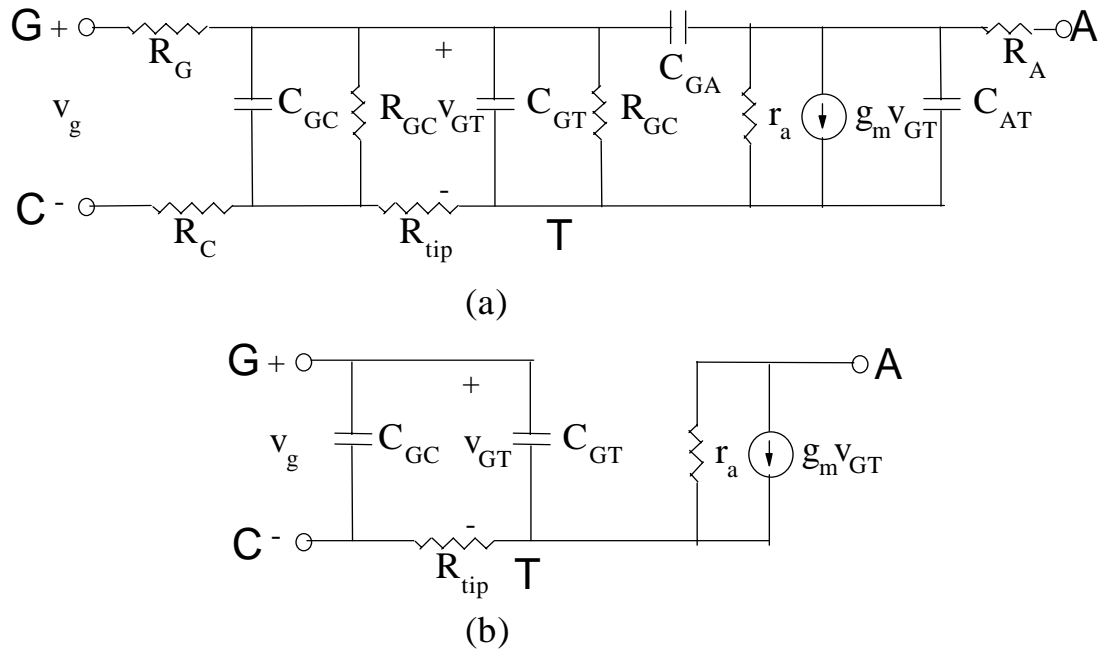 G + R_G + C_GA R_A A
v_g C_GC R_GC v_GT C_GT R_GC r_a g_m v_GT C_AT
C - R_C R_tip - T
(a)
G + + A
v_g C_GC v_GT C_GT r_a g_m v_GT
C - R_tip - T
(b)